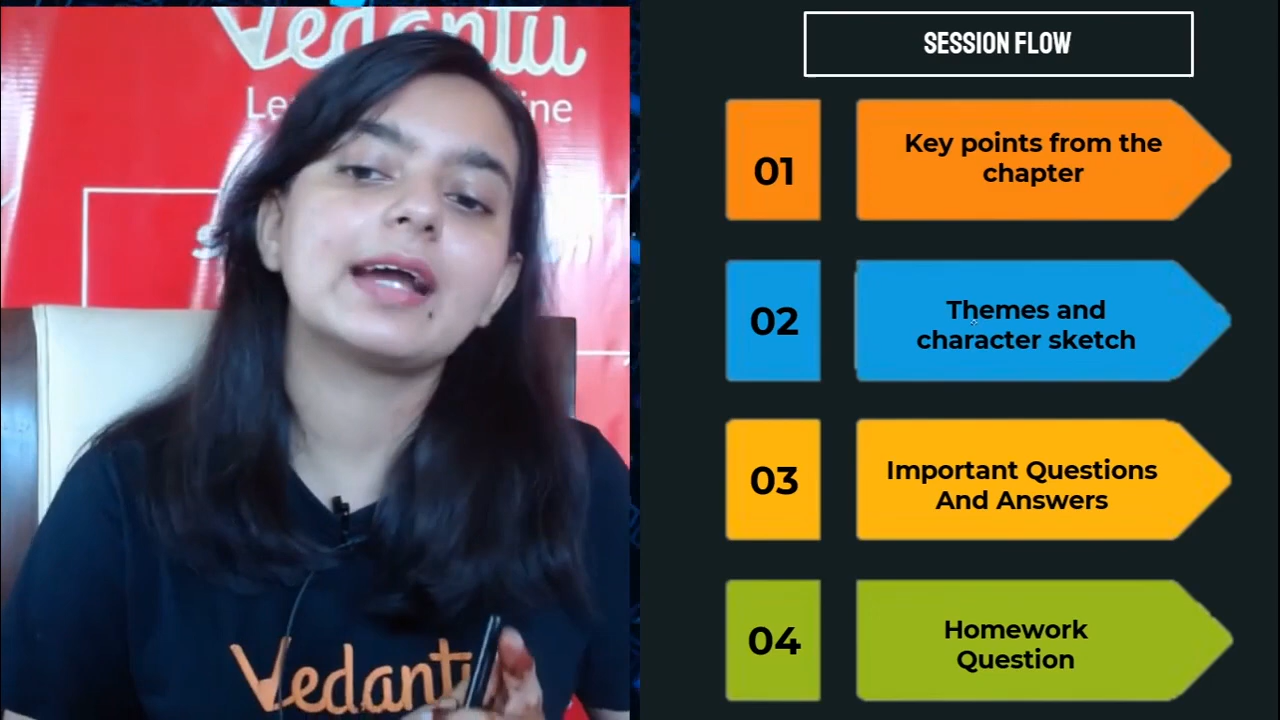 Vedantu
SESSION FLOW
01
Key points from the
chapter
02
Themes and
character sketch
03
Important Questions
And Answers
04
Homework
Question
Vedantu